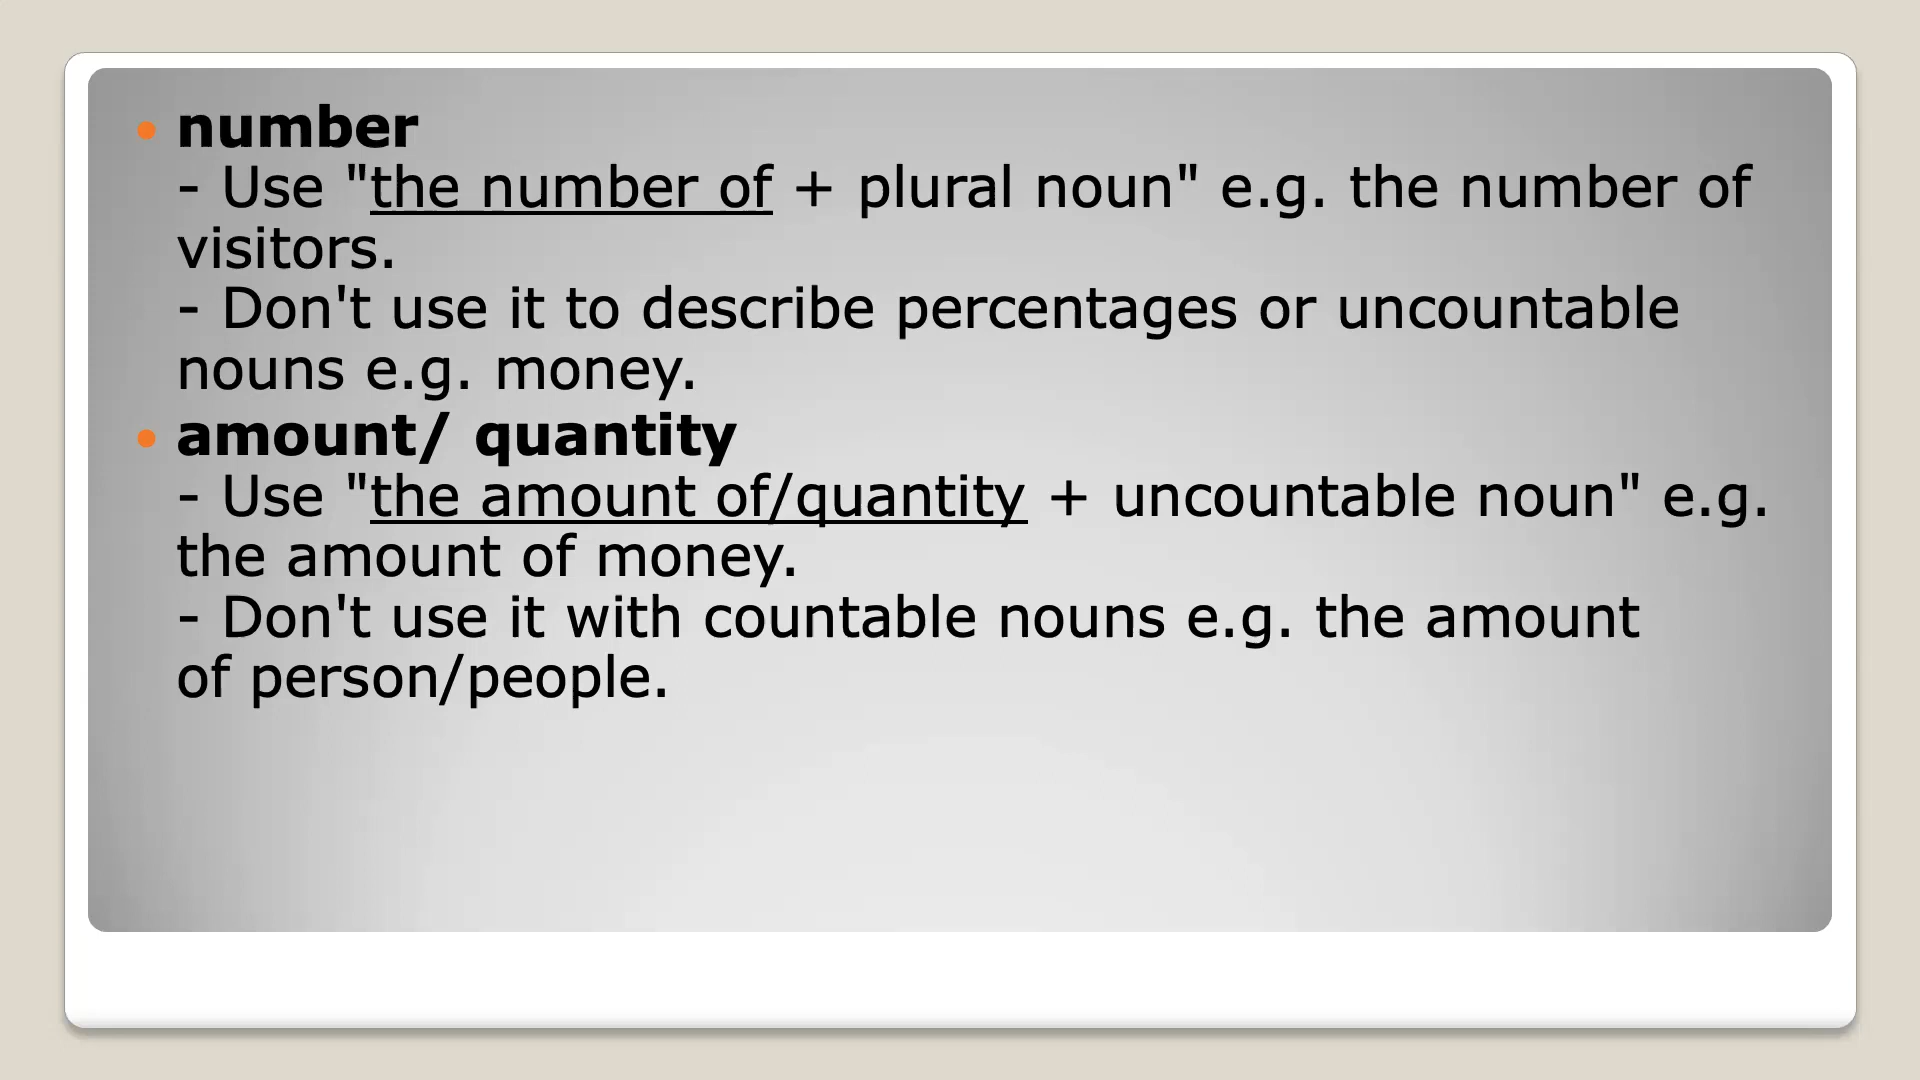 • number
- Use "the number of + plural noun" e.g. the number of
visitors.
- Don't use it to describe percentages or uncountable
nouns e.g. money.
• amount/ quantity
- Use "the amount of/quantity + uncountable noun" e.g.
the amount of money.
- Don't use it with countable nouns e.g. the amount
of person/people.